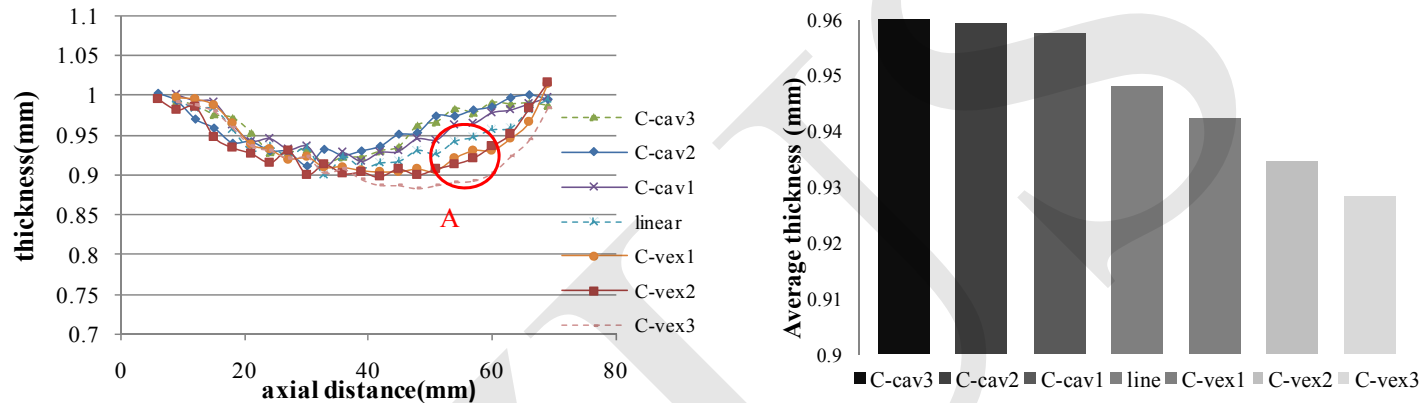 thickness(mm)
1.1
1.05
1
0.95
0.9
0.85
0.8
0.75
0.7
0 20 40 60 80
axial distance(mm)
A
C-cav3
C-cav2
C-cav1
linear
C-vex1
C-vex2
C-vex3
Average thickness (mm)
0.96
0.95
0.94
0.93
0.92
0.91
0.9
C-cav3 C-cav2 C-cav1 line C-vex1 C-vex2 C-vex3